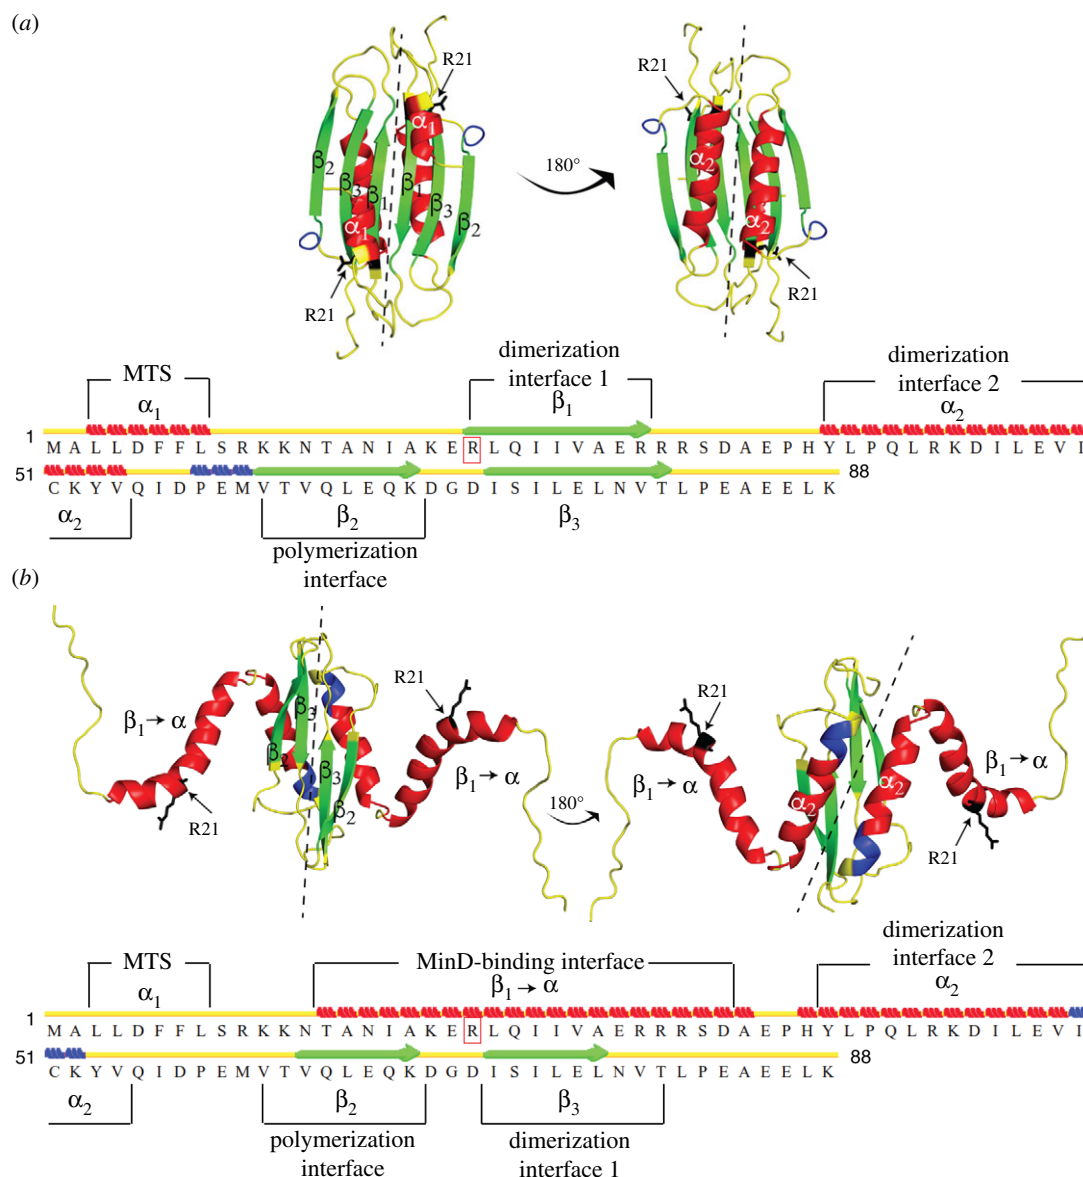 (a)
R21
R21
α1
α2
180°
β2
β3
β1
β1
β3
β2
α1
α2
R21
R21
MTS
dimerization
interface 1
dimerization
interface 2
α1
β1
α2
1
M A L L D F F L S R K K N T A N I A K E R L Q I I V A E R R R S D A E P H Y L P Q L R K D I L E V I
51
88
C K Y V Q I D P E M V T V Q L E Q K D G D I S I L E L N V T L P E A E E L K
α2
β2
β3
polymerization
interface
(b)
R21
R21
β1 → α
β3
β2
β3
β2
β1 → α
R21
180°
β1 → α
α2
α2
β1 → α
R21
MTS
MinD-binding interface
dimerization
interface 2
α1
β1 → α
α2
1
M A L L D F F L S R K K N T A N I A K E R L Q I I V A E R R R S D A E P H Y L P Q L R K D I L E V I
51
88
C K Y V Q I D P E M V T V Q L E Q K D G D I S I L E L N V T L P E A E E L K
α2
β2
β3
polymerization
interface
dimerization
interface 1